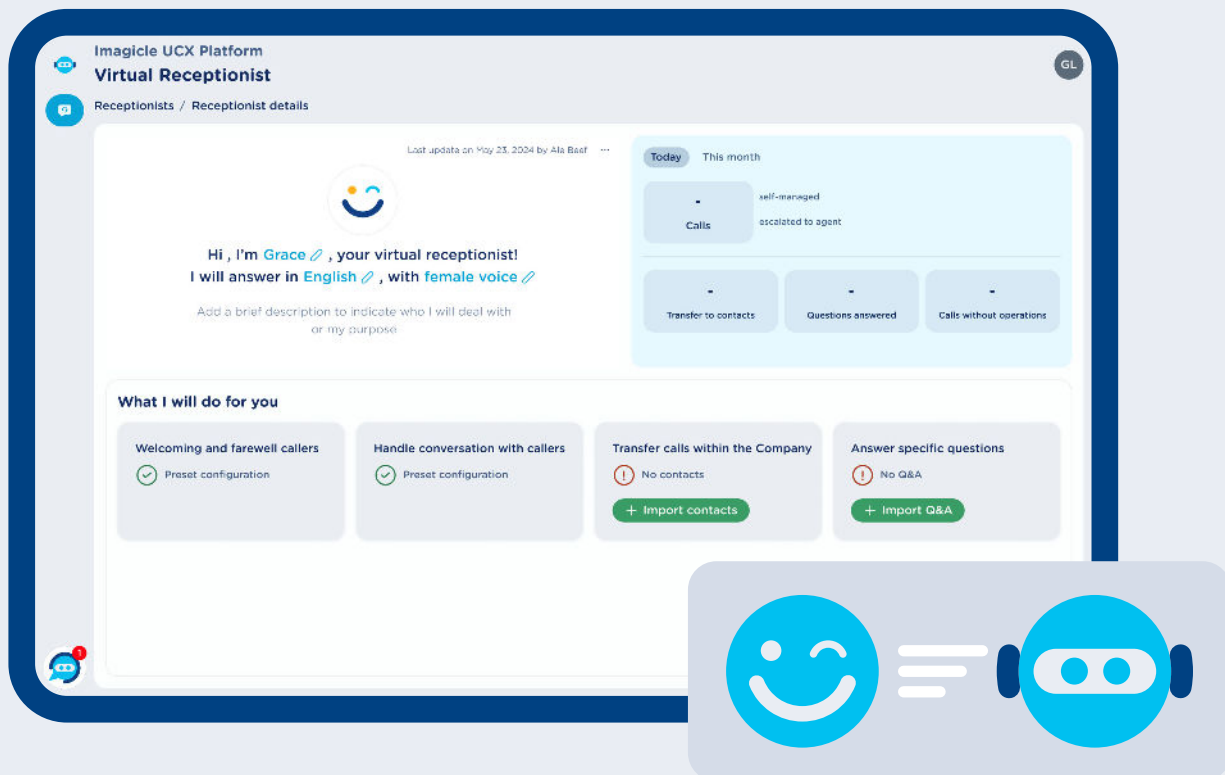 Imagicle UCX Platform
Virtual Receptionist
GL
Receptionists / Receptionist details
Last update on May 23, 2024 by Ala Basf ...
Hi , I'm Grace , your virtual receptionist!
I will answer in English , with female voice
Add a brief description to indicate who I will deal with
or my purpose
Today This month
-
Calls
self-managed
escalated to agent
-
Transfer to contacts
-
Questions answered
-
Calls without operations
What I will do for you
Welcoming and farewell callers
Preset configuration
Handle conversation with callers
Preset configuration
Transfer calls within the Company
No contacts
+ Import contacts
Answer specific questions
No Q&A
+ Import Q&A
1